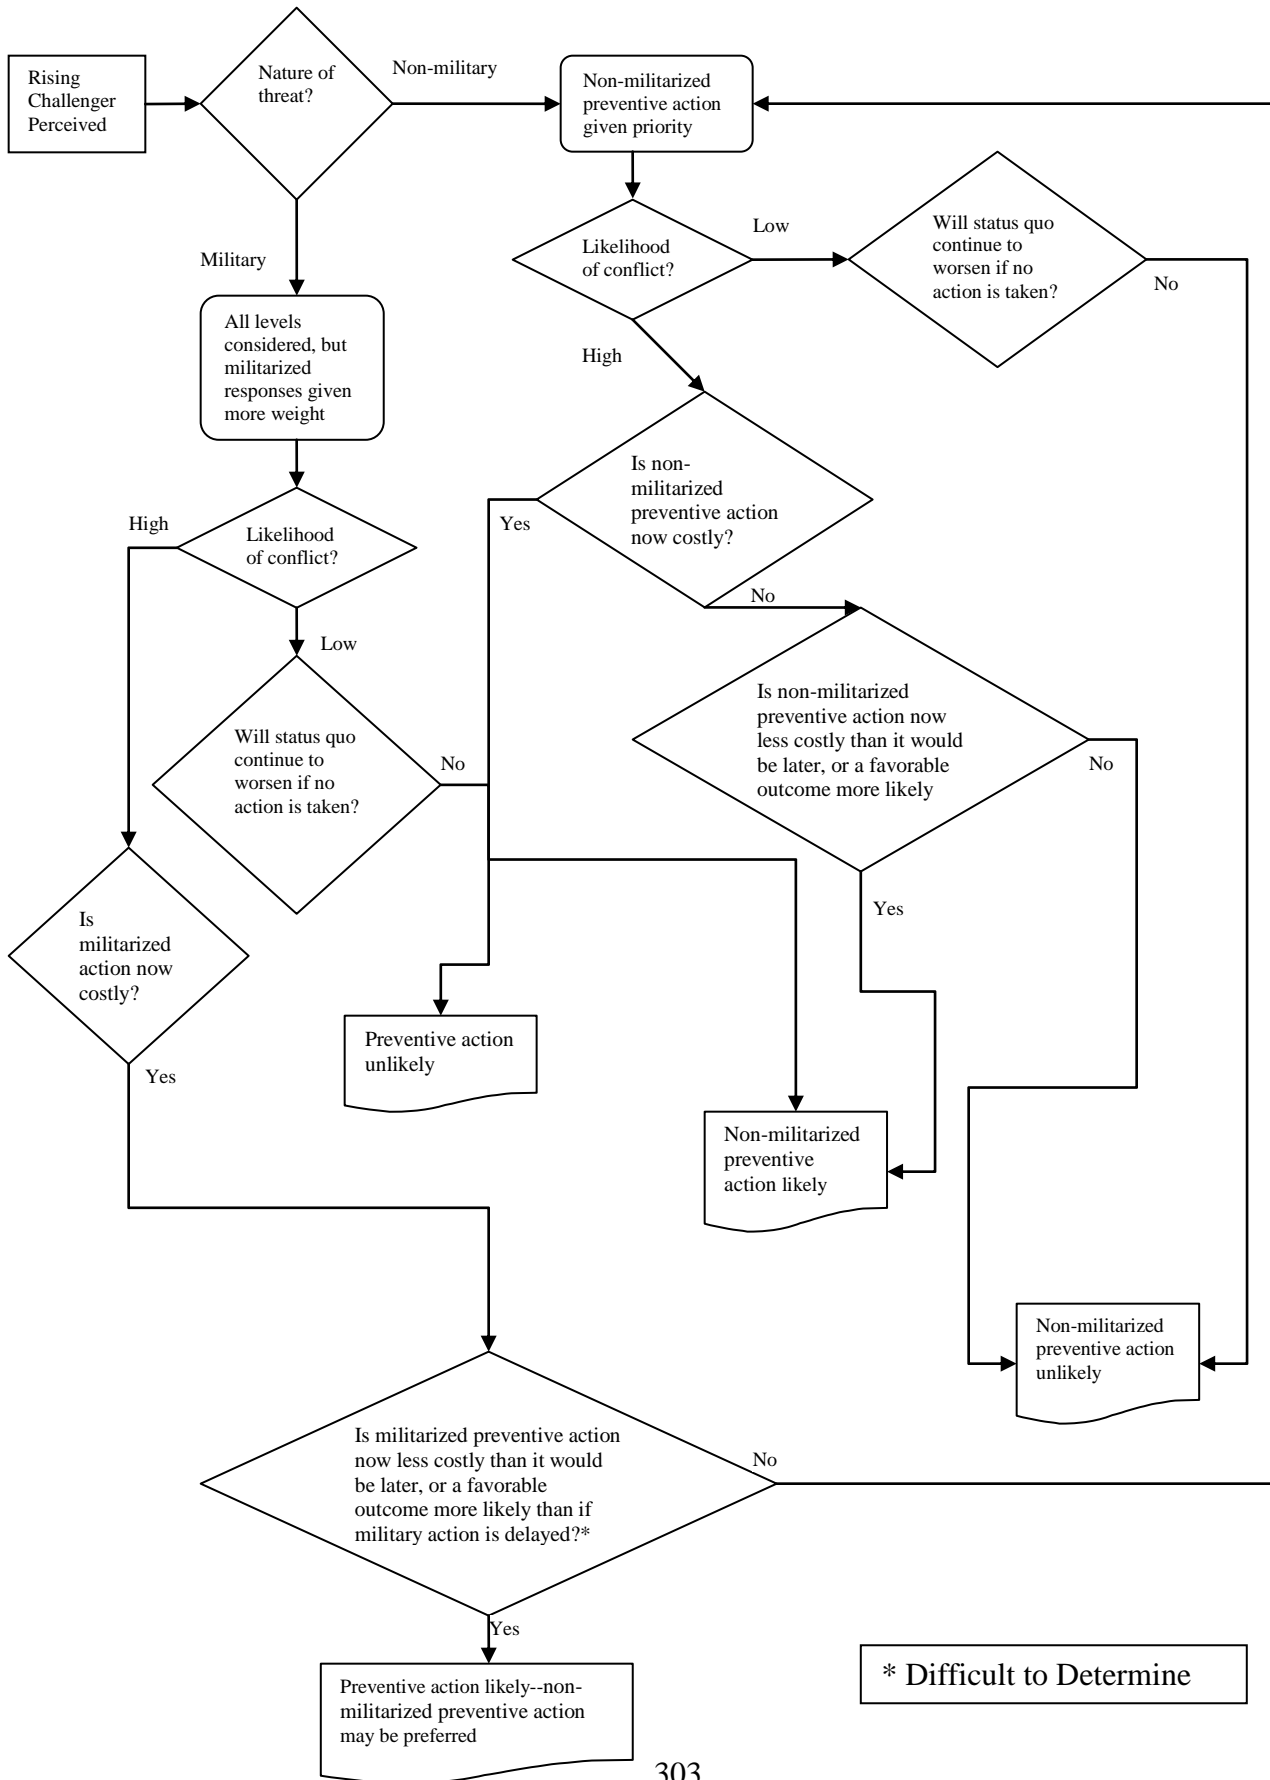 Rising
Challenger
Perceived
Nature of
threat?
Non-military
Non-militarized
preventive action
given priority
Military
Likelihood
of conflict?
Low
Will status quo
continue to
worsen if no
action is taken?
No
High
All levels
considered, but
militarized
responses given
more weight
Is non-
militarized
preventive action
now costly?
Yes
No
High
Likelihood
of conflict?
Low
Will status quo
continue to
worsen if no
action is taken?
No
Is non-militarized
preventive action now
less costly than it would
be later, or a favorable
outcome more likely
No
Yes
Is
militarized
action now
costly?
Yes
Preventive action
unlikely
Non-militarized
preventive
action likely
Non-militarized
preventive action
unlikely
Is militarized preventive action
now less costly than it would
be later, or a favorable
outcome more likely than if
military action is delayed?*
No
Yes
Preventive action likely--non-
militarized preventive action
may be preferred
* Difficult to Determine
303